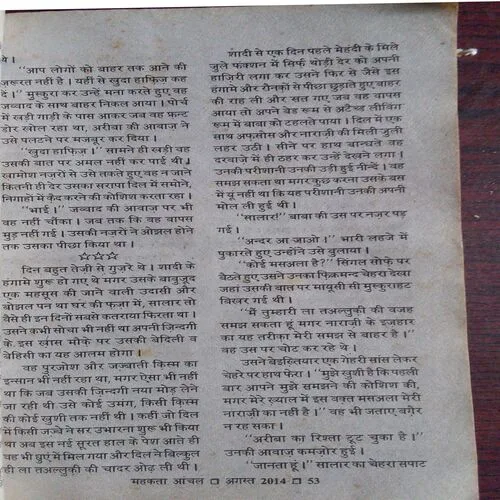 थे।
“आप लोगों को बाहर तक आने की
ज़रूरत नहीं है। यहीं से खुदा हाफ़िज़ कह
दें।” मुस्कुरा कर उन्हें मना करते हुए वह
जव्वाद के साथ बाहर निकल आया। पोर्च
में खड़ी गाड़ी के पास आकर जब वह फ्रन्ट
डोर खोल रहा था, अरीबा की आवाज़ ने
उसे पलटने पर मजबूर कर दिया।
“खुदा हाफिज़।” सामने ही खड़ी वह
उसकी बात पर अमल नहीं कर पाई थी।
खामोश नज़रों से उसे तकते हुए वह न जाने
कितनी ही देर उसका सरापा दिल में समोने,
निगाहों में क़ैद करने की कोशिश करता रहा।
“भाई।” जव्वाद की आवाज़ पर भी
वह नहीं चौंका। जब तक कि वह वापस
मुड़ नहीं गई। उसकी नज़रों ने ओझल होने
तक उसका पीछा किया था।
☆☆☆
दिन बहुत तेज़ी से गुज़रे थे। शादी के
हंगामे शुरू हो गए थे मगर उसके बावुजूद
एक महसूस की जाने वाली उदासी और
बोझल पन था घर की फज़ा में, सालार तो
वैसे ही इन दिनों सबसे कतराया फिरता था।
उसने कभी सोचा भी नहीं था अपनी ज़िन्दगी
के इस खास मौक़े पर उसकी बेदिली व
बेहिसी का यह आलम होगा।
वह पुरजोश और जज्बाती किस्म का
इन्सान भी नहीं रहा था, मगर ऐसा भी नहीं
था कि जब उसकी ज़िन्दगी नया मोड़ लेने
जा रही थी उसे कोई उमंग, किसी किस्म
की कोई खुशी तक नहीं थी। कहीं जो दिल
में किसी जज्बे ने सर उभारना शुरू भी किया
था अब इस नई सूरत हाल के पेश आते ही
वह भी छुएं में मिल गया और दिल ने बिल्कुल
ही ला तअल्लुकी की चादर ओढ़ ली थी।
शादी से एक दिन पहले मेहंदी के मिले
जुले फंक्शन में सिर्फ़ थोड़ी देर को अपनी
हाज़िरी लगा कर उसने फिर से जैसे इस
हंगामे और रौनक़ों से पीछा छुड़ाते हुए बाहर
की राह ली और रात गए जब वह वापस
आया तो अपने बेड रूम से अटैच्ड लीविंग
रूम में बाबा को टहलते पाया। दिल में एक
साथ अफ़सोस और नाराज़ी की मिली जुली
लहर उठी। सीने पर हाथ बान्धते वह
दरवाजे में ही ठहर कर उन्हें देखने लगा।
उनकी परीशानी उनकी उड़ी हुई नीन्दें। वह
समझ सकता था मगर कुछ करना उसके बस
में यूं नहीं था कि यह परीशानी उनकी अपनी
मोल ली हुई थी।
“सालार!” बाबा की उस पर नज़र पड़
गई।
“अन्दर आ जाओ।” भारी लहजे में
पुकारते हुए उन्होंने उसे बुलाया।
“कोई मसअला है?” सिंगल सोफ़े पर
बैठते हुए उसने उनका फ़िक्रमन्द चेहरा देखा
जहां उसकी बात पर मायूसी सी मुस्कुराहट
बिखर गई थी।
“मैं तुम्हारी ला तअल्लुकी की वजह
समझ सकता हूं मगर नाराज़ी के इज़हार
का यह तरीक़ा मेरी समझ से बाहर है।”
वह उस पर चोट कर रहे थे।
उसने बेइख्तियार एक गेहरी सांस लेकर
चेहरे पर हाथ फेरा। “मुझे खुशी है कि पहली
बार आपने मुझे समझने की कोशिश की,
मगर मेरे ख्याल में इस वक्त मसअला मेरी
नाराज़ी का नहीं है।” वह भी जताए बग़ैर
न रह सका।
“अरीबा का रिश्ता टूट चुका है।”
उनकी आवाज़ कमज़ोर हुई।
“जानता हूं।” सालार का चेहरा सपाट
महकता आंचल □ अगस्त 2014 □ 53